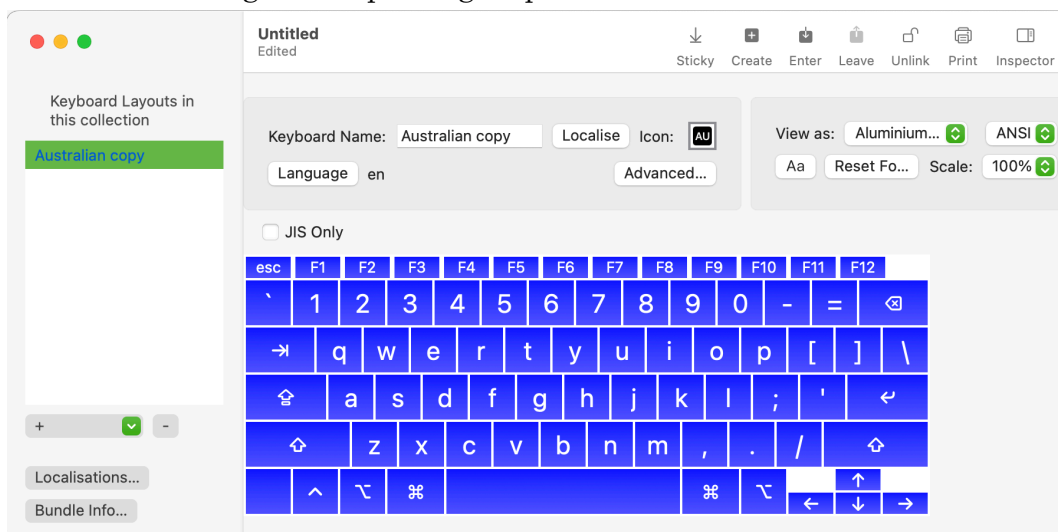 Untitled
Edited
Sticky Create Enter Leave Unlink Print Inspector
Keyboard Layouts in
this collection
Australian copy
Keyboard Name: Australian copy Localise Icon: AU
Language en Advanced...
View as: Aluminium... ANSI
Aa Reset Fo... Scale: 100%
JIS Only
esc F1 F2 F3 F4 F5 F6 F7 F8 F9 F10 F11 F12
` 1 2 3 4 5 6 7 8 9 0 - =
q w e r t y u i o p [ ] \
a s d f g h j k l ; '
z x c v b n m , . /
+ -
Localisations...
Bundle Info...